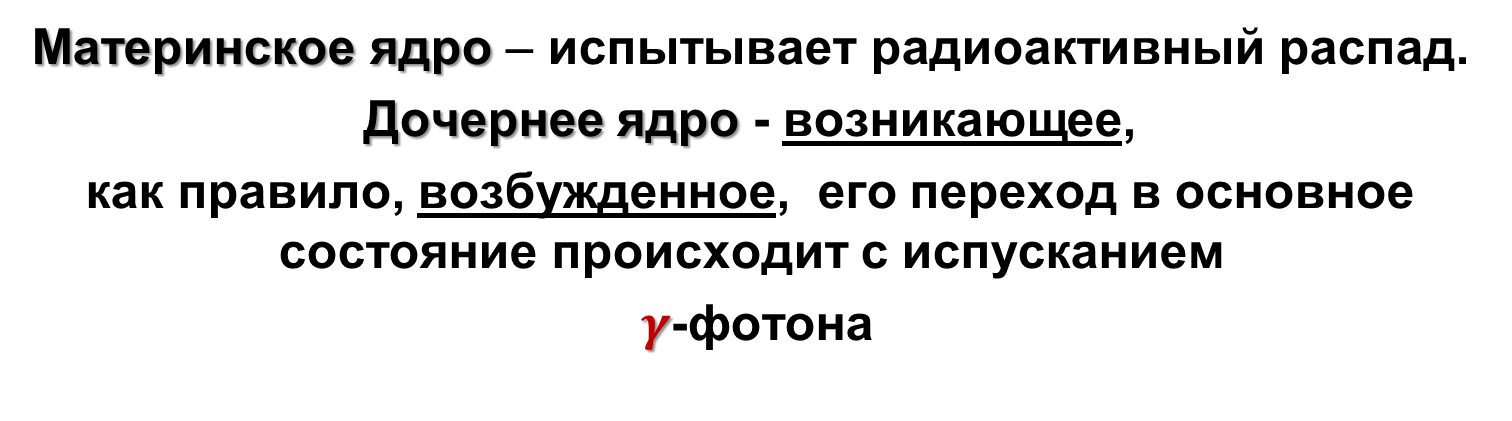 Материнское ядро – испытывает радиоактивный распад.
Дочернее ядро - возникающее,
как правило, возбужденное, его переход в основное
состояние происходит с испусканием
γ-фотона